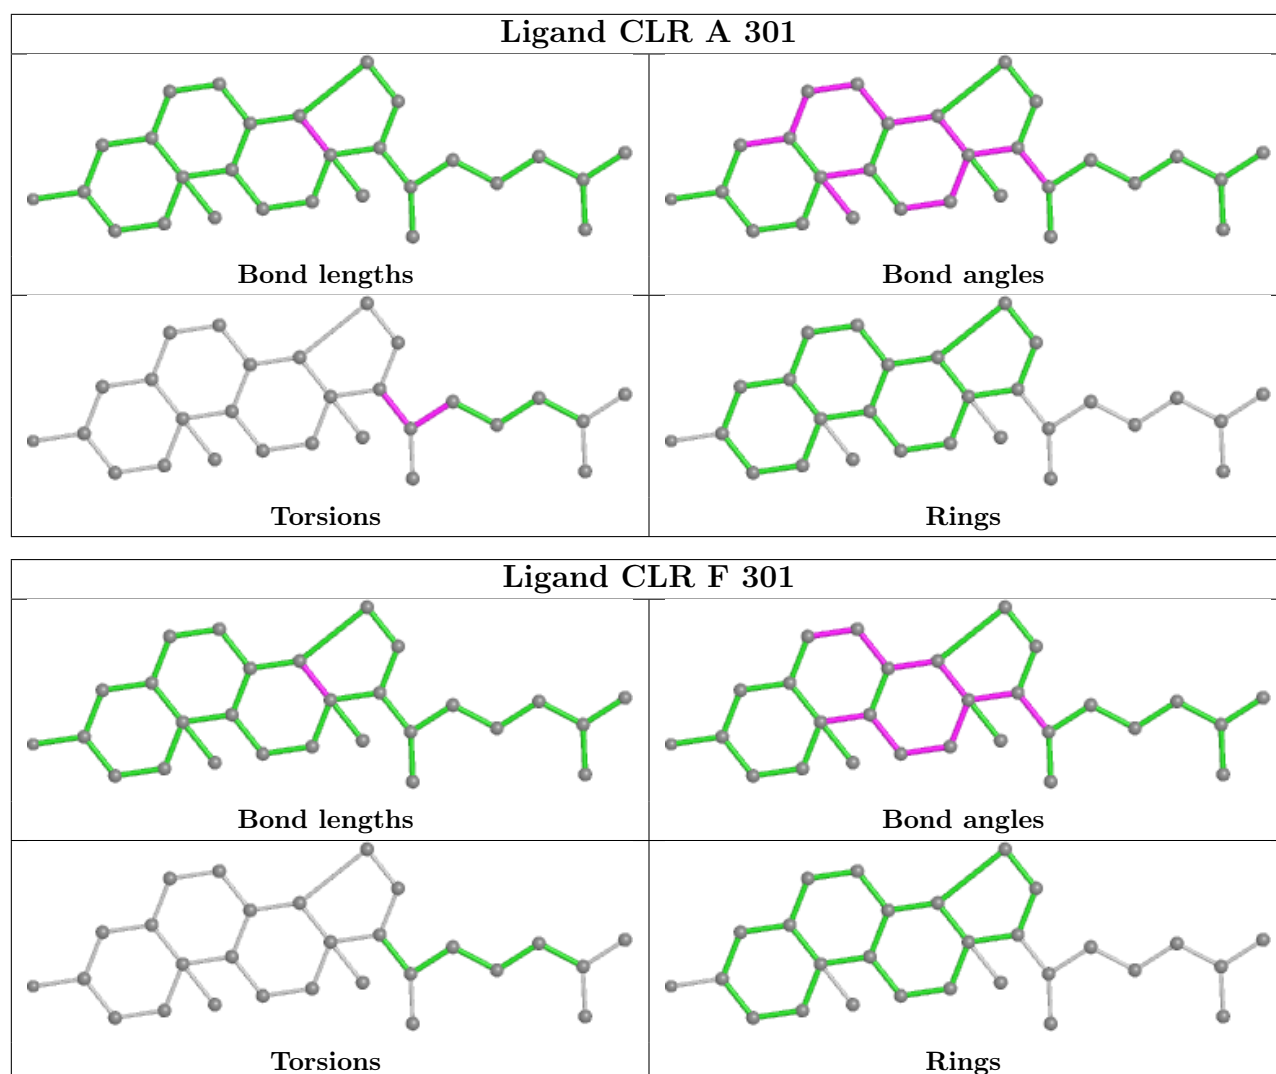 Ligand CLR A 301
Bond lengths
Bond angles
Torsions
Rings
Ligand CLR F 301
Bond lengths
Bond angles
Torsions
Rings